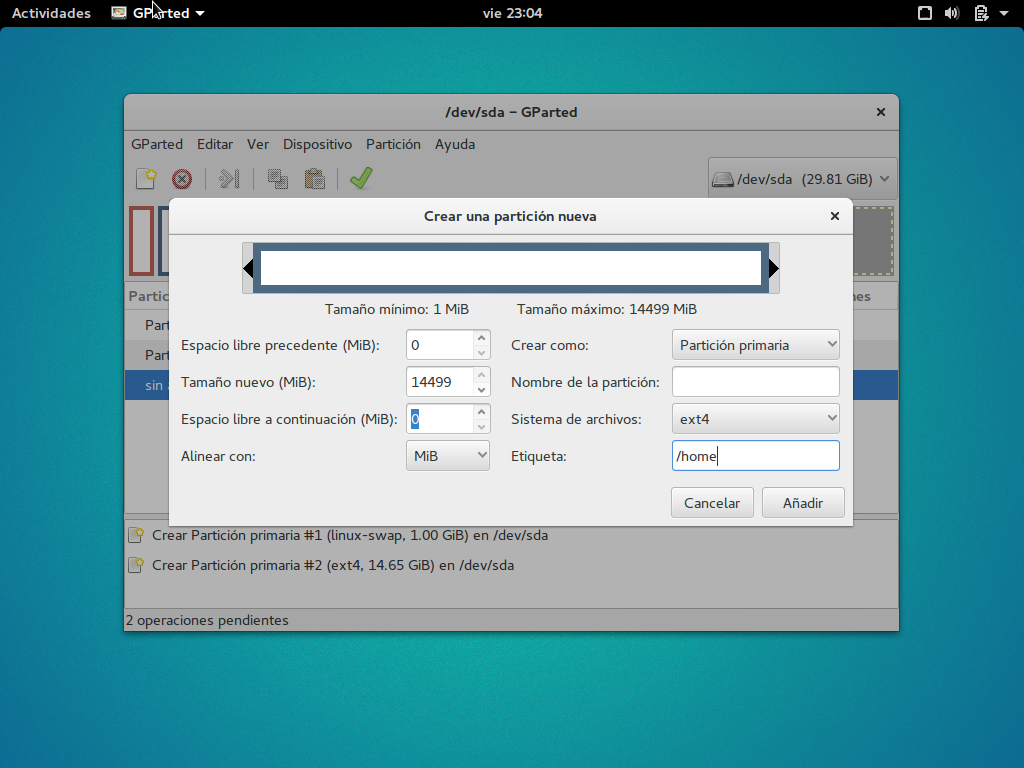 Actividades GParted vie 23:04
/dev/sda – GParted
GParted Editar Ver Dispositivo Partición Ayuda
/dev/sda (29.81 GiB)
Crear una partición nueva
Tamaño mínimo: 1 MiB Tamaño máximo: 14499 MiB
Espacio libre precedente (MiB): 0 Crear como: Partición primaria
Tamaño nuevo (MiB): 14499 Nombre de la partición:
Espacio libre a continuación (MiB): 0 Sistema de archivos: ext4
Alinear con: MiB Etiqueta: /home
Cancelar Añadir
Partic nes
Part
Part
sin
Crear Partición primaria #1 (linux-swap, 1.00 GiB) en /dev/sda
Crear Partición primaria #2 (ext4, 14.65 GiB) en /dev/sda
2 operaciones pendientes